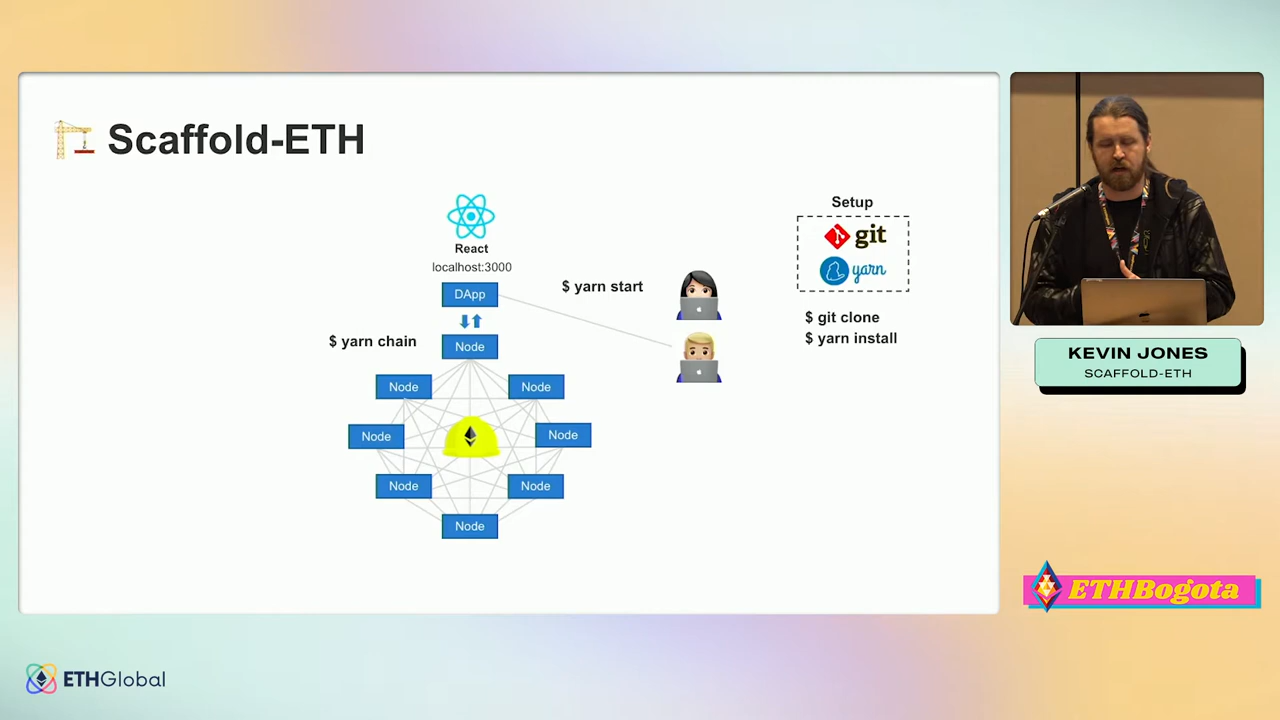 Scaffold-ETH
React
localhost:3000
DApp
$ yarn start
$ yarn chain
Node
Node
Node
Node
Node
Node
Node
Node
Setup
git
yarn
$ git clone
$ yarn install
KEVIN JONES
SCAFFOLD-ETH
ETHBogota
ETHGlobal